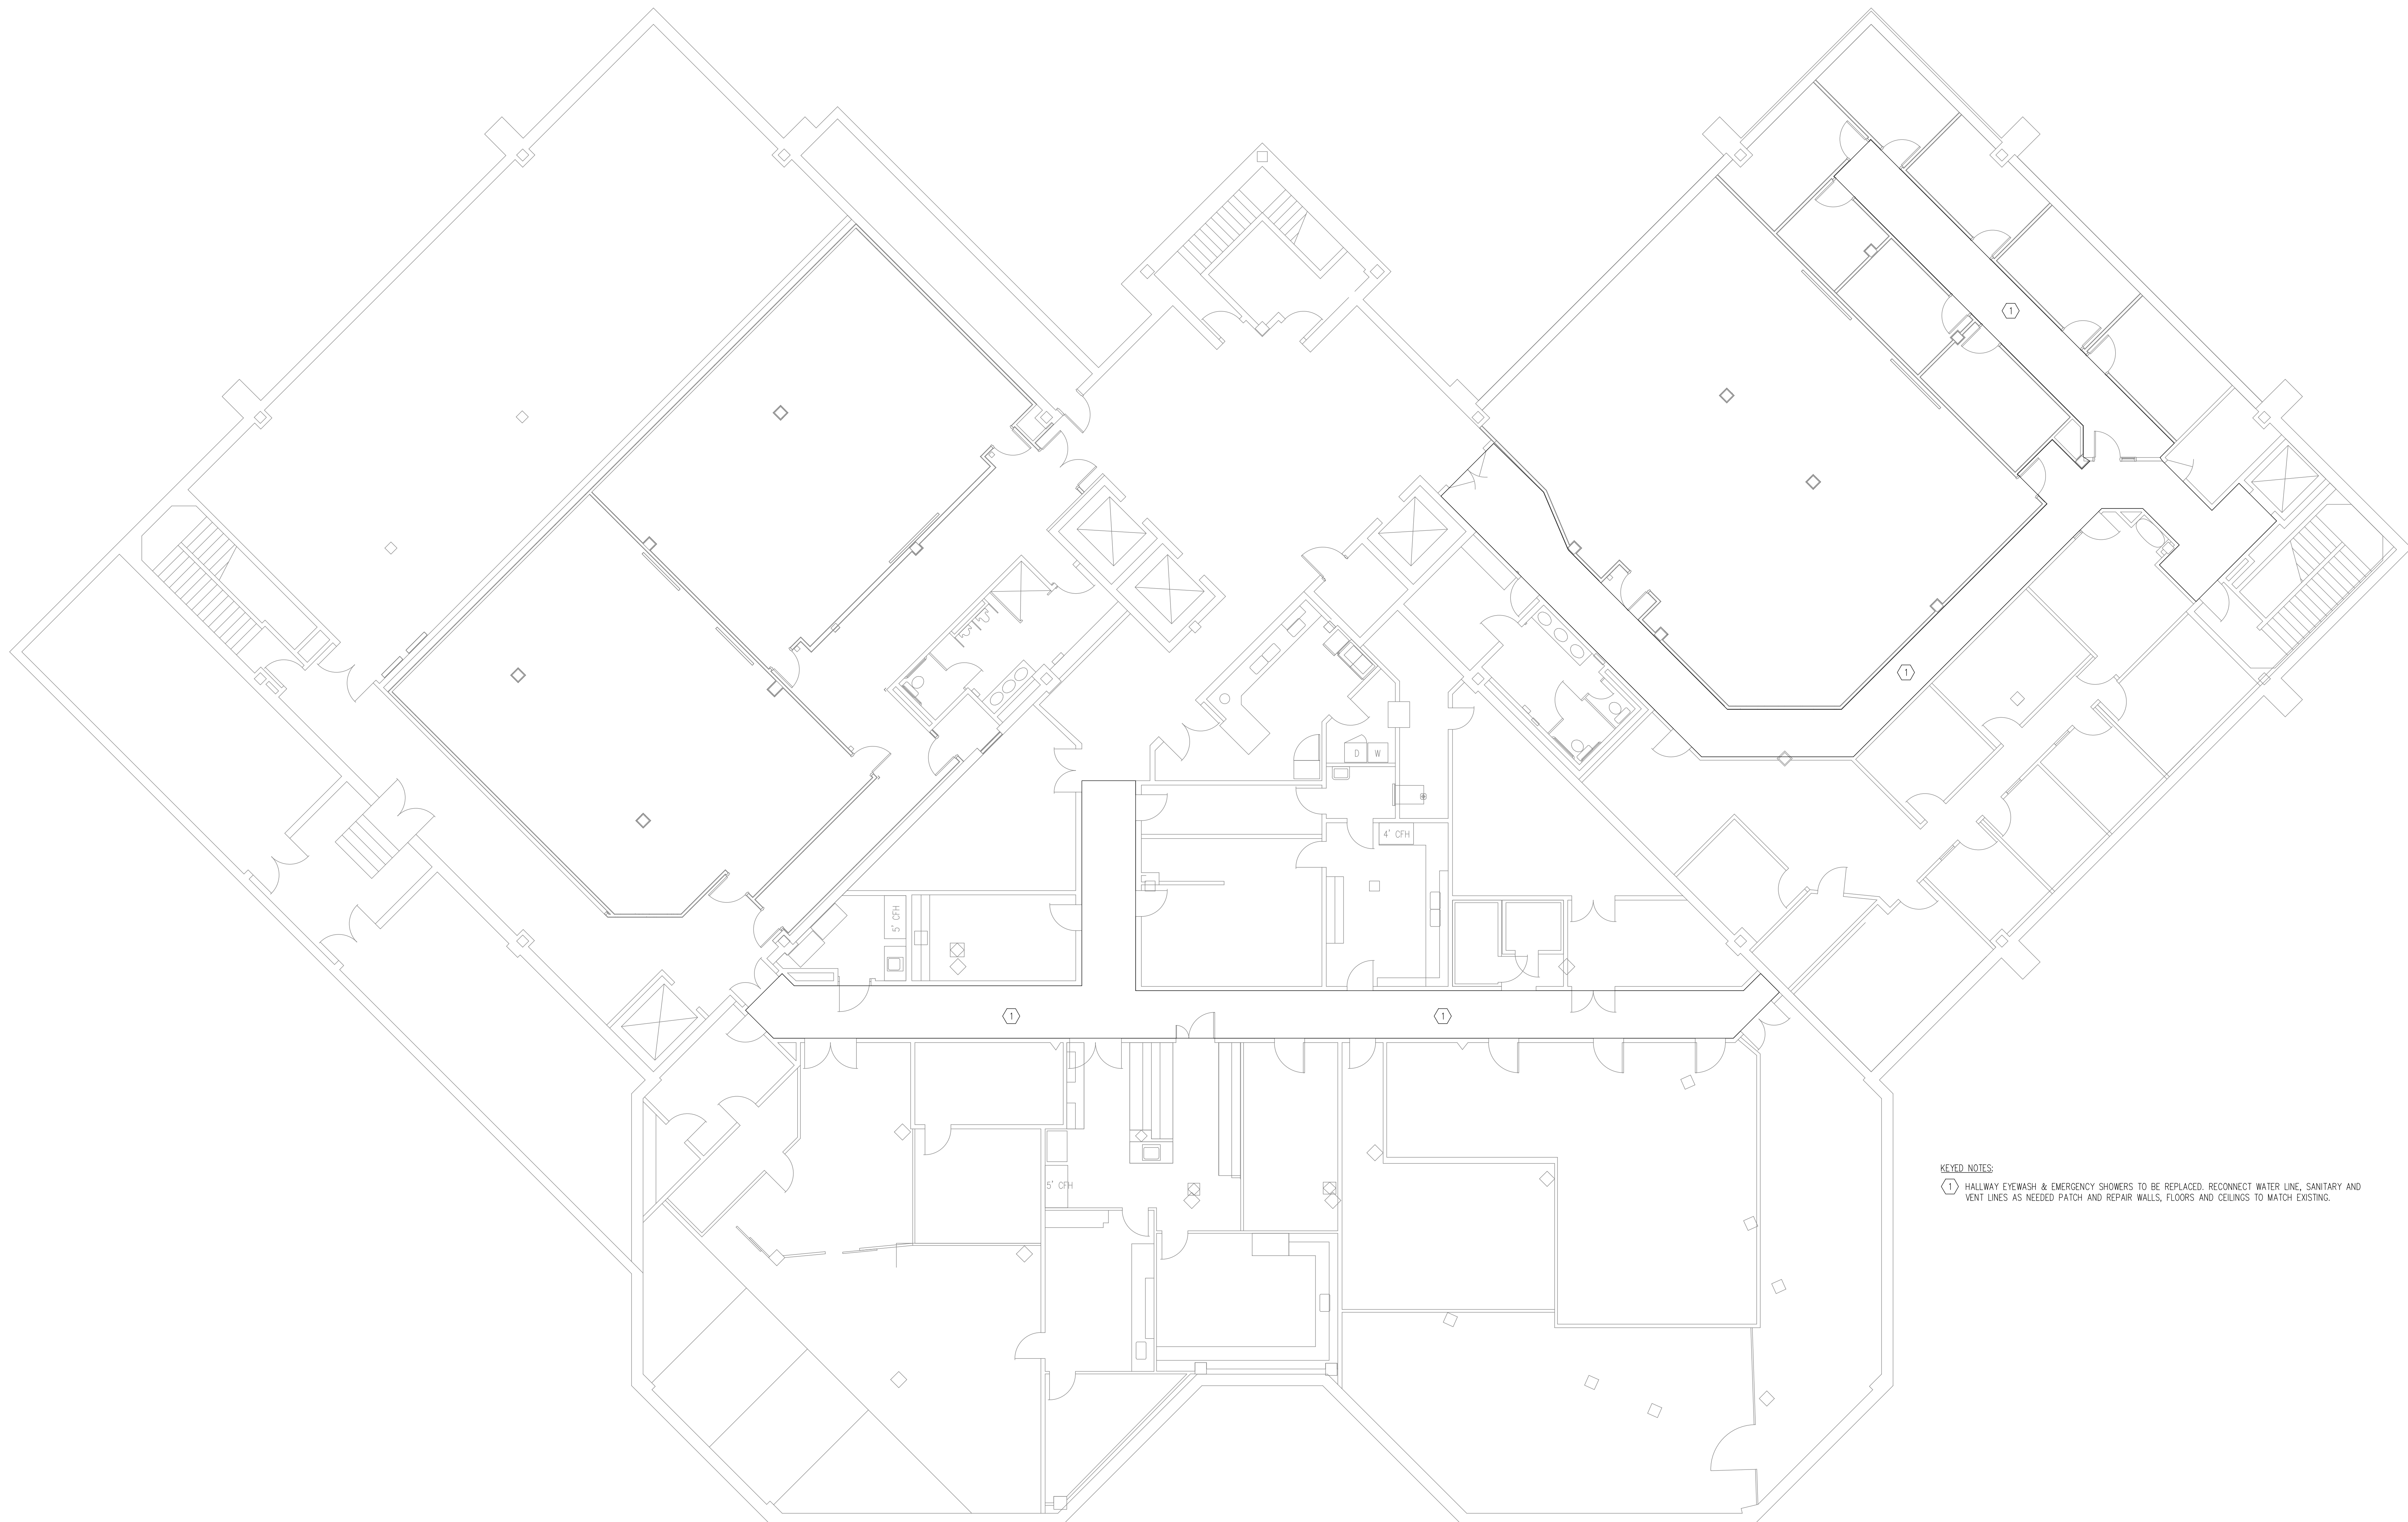 1
1
D W
4' CFH
5' CFH
1
1
5' CFH
KEYED NOTES:
1 HALLWAY EYEWASH & EMERGENCY SHOWERS TO BE REPLACED. RECONNECT WATER LINE, SANITARY AND
VENT LINES AS NEEDED PATCH AND REPAIR WALLS, FLOORS AND CEILINGS TO MATCH EXISTING.